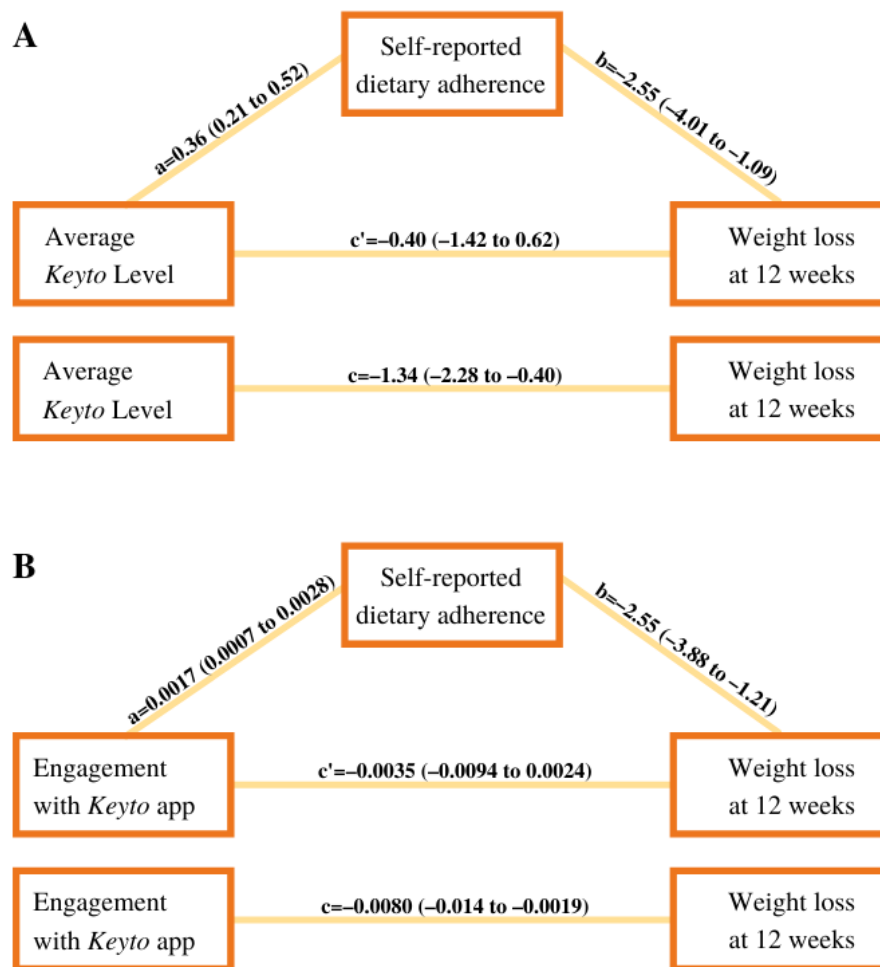 A
Self-reported
dietary adherence
a=0.36 (0.21 to 0.52)
b=−2.55 (−4.01 to −1.09)
Average
Keyto Level
c'=−0.40 (−1.42 to 0.62)
Weight loss
at 12 weeks
Average
Keyto Level
c=−1.34 (−2.28 to −0.40)
Weight loss
at 12 weeks
B
Self-reported
dietary adherence
a=0.0017 (0.0007 to 0.0028)
b=−2.55 (−3.88 to −1.21)
Engagement
with Keyto app
c'=−0.0035 (−0.0094 to 0.0024)
Weight loss
at 12 weeks
Engagement
with Keyto app
c=−0.0080 (−0.014 to −0.0019)
Weight loss
at 12 weeks